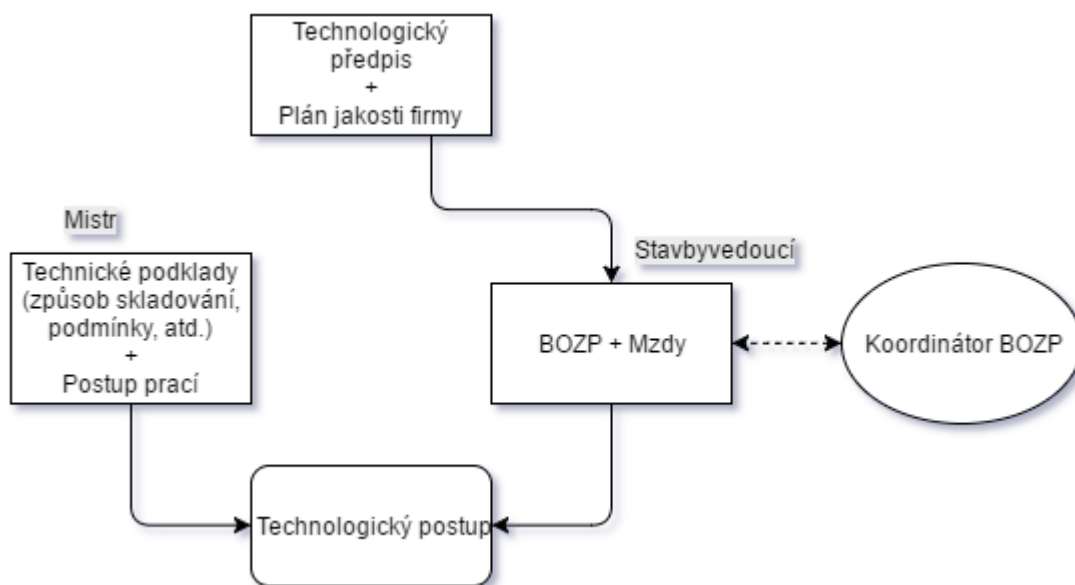 Technologický
předpis
+
Plán jakosti firmy
Mistr
Technické podklady
(způsob skladování,
podmínky, atd.)
+
Postup prací
Stavbyvedoucí
BOZP + Mzdy
Koordinátor BOZP
Technologický postup